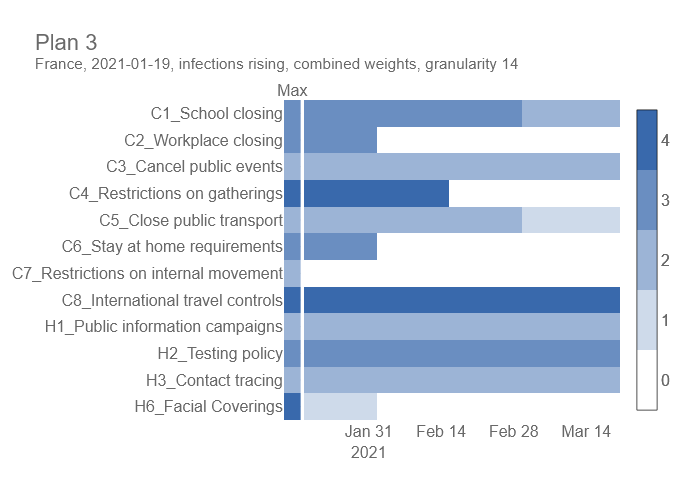 Plan 3
France, 2021-01-19, infections rising, combined weights, granularity 14
Max
C1_School closing
C2_Workplace closing
C3_Cancel public events
C4_Restrictions on gatherings
C5_Close public transport
C6_Stay at home requirements
C7_Restrictions on internal movement
C8_International travel controls
H1_Public information campaigns
H2_Testing policy
H3_Contact tracing
H6_Facial Coverings
Jan 31 Feb 14 Feb 28 Mar 14
2021
4
3
2
1
0